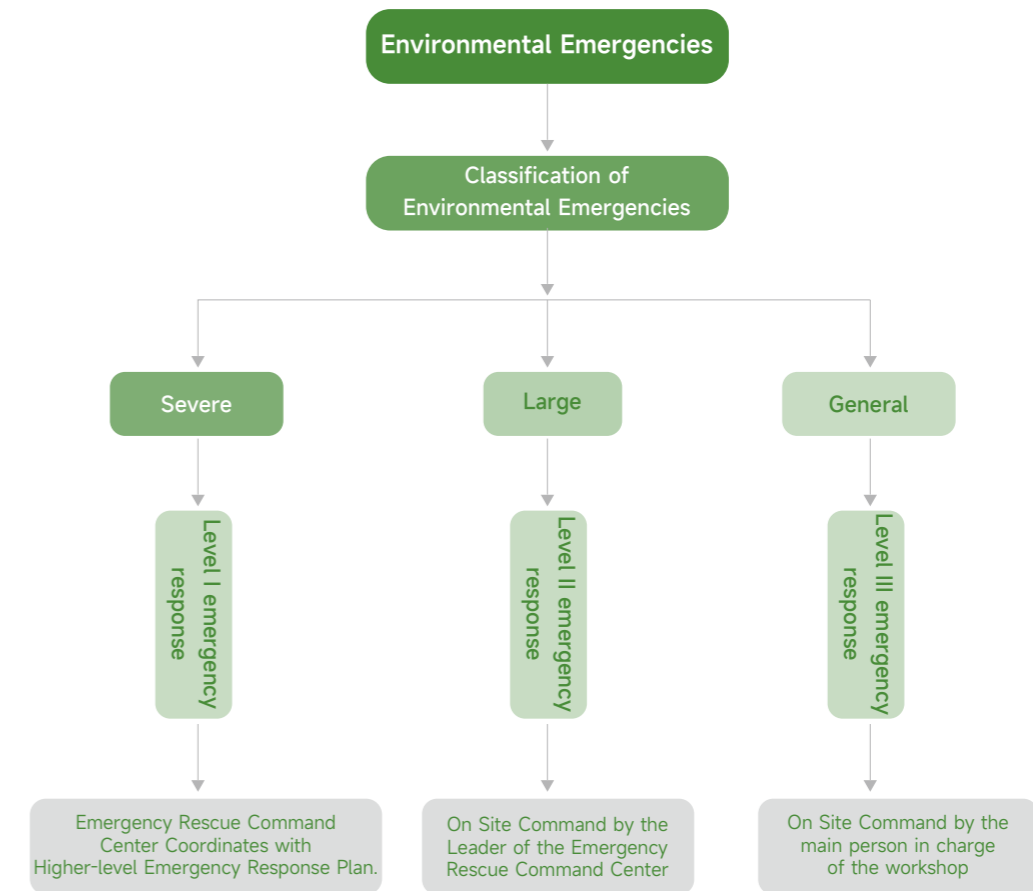 Environmental Emergencies
Classification of
Environmental Emergencies
Severe
Large
General
Level I emergency
response
Level II emergency
response
Level III emergency
response
Emergency Rescue Command
Center Coordinates with
Higher-level Emergency Response Plan.
On Site Command by the
Leader of the Emergency
Rescue Command Center
On Site Command by the
main person in charge
of the workshop